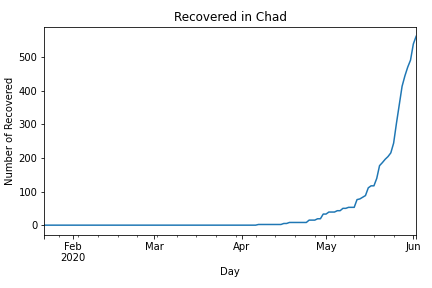 Recovered in Chad
Number of Recovered
500
400
300
200
100
0
Feb
2020
Mar
Apr
May
Jun
Day